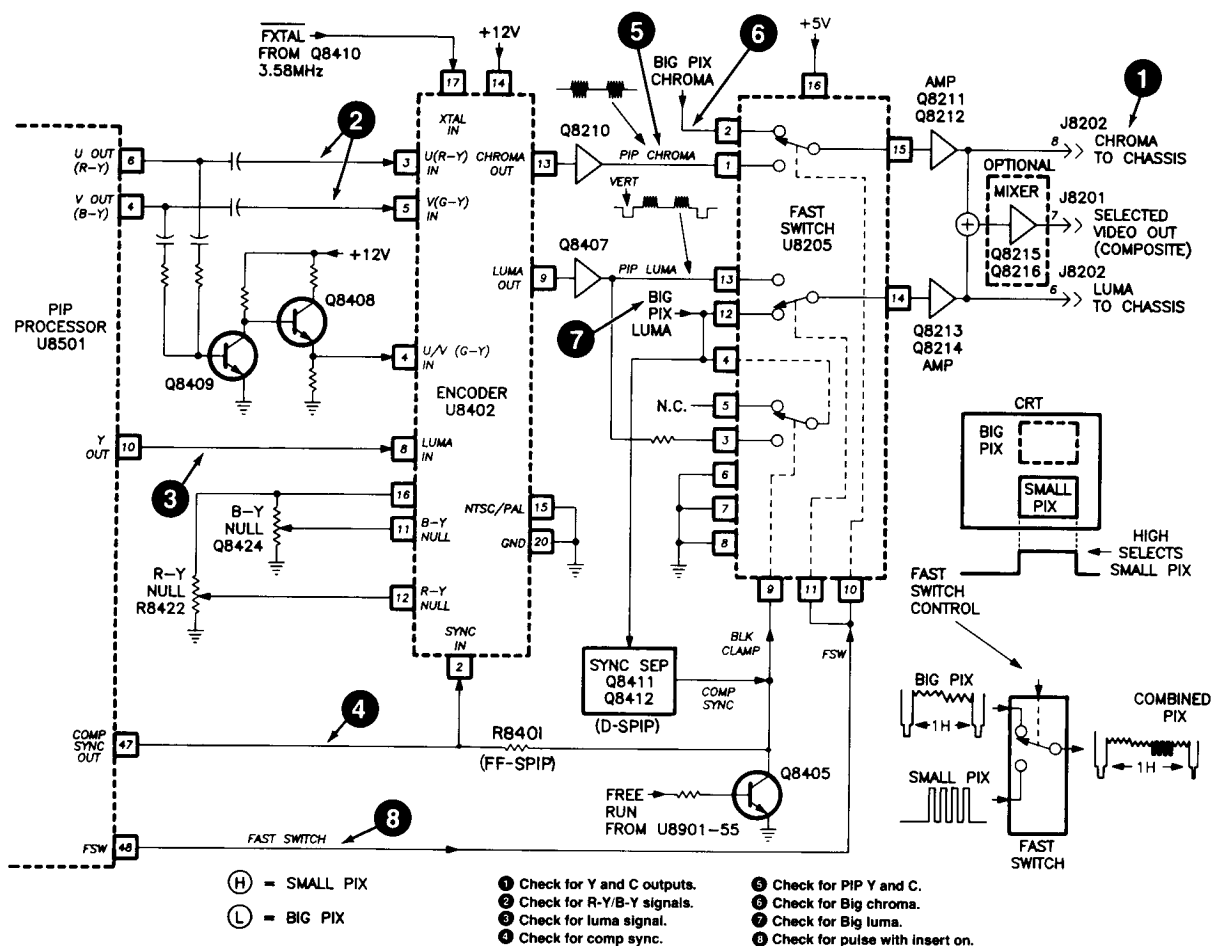 FXTAL
FROM Q8410
3.58MHz
+12V
17
14
XTAL
IN
2
U OUT
(R-Y)
6
3
U(R-Y)
IN
V OUT
(B-Y)
4
5
V(G-Y)
IN
CHROMA
OUT
13
Q8210
5
PIP CHROMA
6
BIG PIX
CHROMA
+5V
16
2
1
VERT
FAST
SWITCH
U8205
15
AMP
Q8211
Q8212
1
J8202
8
CHROMA
TO CHASSIS
OPTIONAL
MIXER
Q8215
Q8216
J8201
7
SELECTED
VIDEO OUT
(COMPOSITE)
J8202
6
LUMA
TO CHASSIS
+12V
Q8408
Q8409
PIP
PROCESSOR
U8501
4
U/V (G-Y)
IN
LUMA
OUT
9
Q8407
PIP LUMA
13
7
BIG
PIX
LUMA
12
14
Q8213
Q8214
AMP
4
ENCODER
U8402
N.C.
5
3
6
7
8
Y
OUT
10
8
LUMA
IN
3
16
B-Y
NULL
Q8424
11
B-Y
NULL
NTSC/PAL
15
GND
20
R-Y
NULL
R8422
12
R-Y
NULL
SYNC
IN
2
9
11
10
BLK
CLAMP
FSW
SYNC SEP
Q8411
Q8412
(D-SPIP)
COMP
SYNC
CRT
BIG
PIX
SMALL
PIX
HIGH
SELECTS
SMALL PIX
FAST
SWITCH
CONTROL
BIG PIX
1H
SMALL PIX
COMBINED
PIX
1H
FAST
SWITCH
COMP
SYNC
OUT
47
4
R8401
(FF-SPIP)
Q8405
FREE
RUN
FROM U8901-55
FSW
48
FAST SWITCH
8
H = SMALL PIX
L = BIG PIX
1 Check for Y and C outputs.
2 Check for R-Y/B-Y signals.
3 Check for luma signal.
4 Check for comp sync.
5 Check for PIP Y and C.
6 Check for Big chroma.
7 Check for Big luma.
8 Check for pulse with insert on.